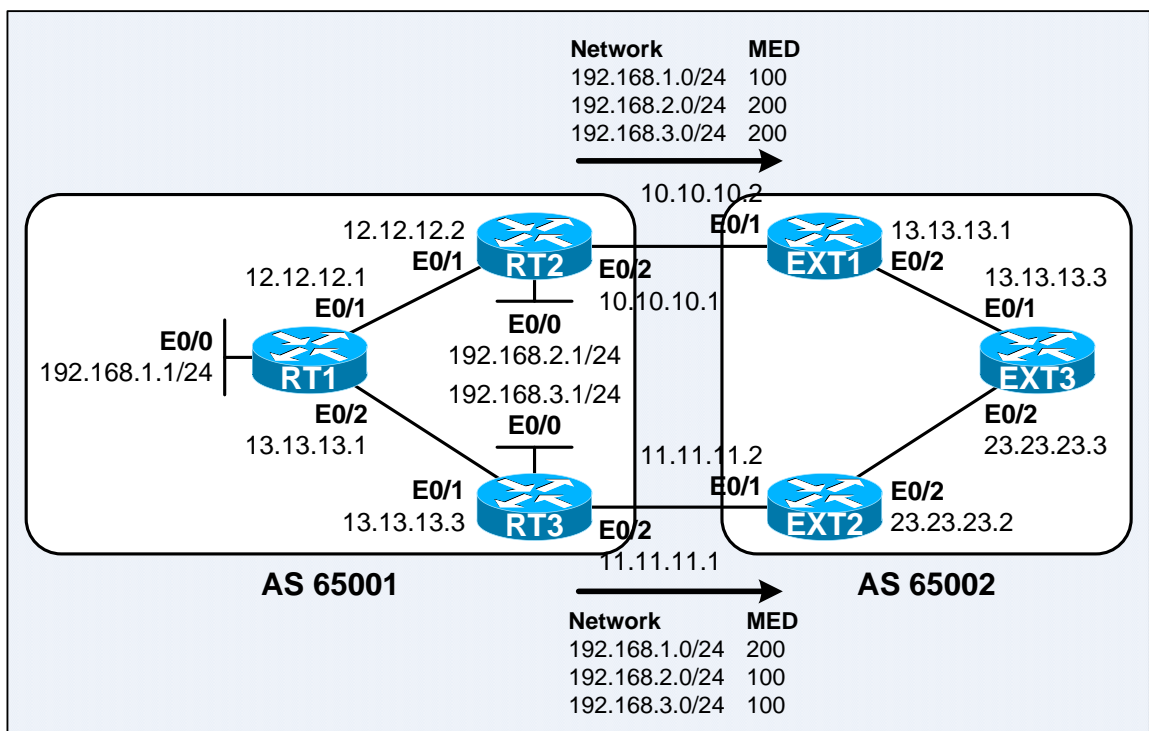 Network MED
192.168.1.0/24 100
192.168.2.0/24 200
192.168.3.0/24 200
10.10.10.2
E0/1
12.12.12.2
E0/1
RT2
E0/2
10.10.10.1
EXT1
13.13.13.1
E0/2
13.13.13.3
E0/1
12.12.12.1
E0/1
E0/0
192.168.2.1/24
E0/0
192.168.1.1/24
RT1
EXT3
192.168.3.1/24
E0/0
E0/2
13.13.13.1
E0/2
23.23.23.3
11.11.11.2
E0/1
E0/1
13.13.13.3
RT3
E0/2
11.11.11.1
EXT2
E0/2
23.23.23.2
AS 65001
AS 65002
Network MED
192.168.1.0/24 200
192.168.2.0/24 100
192.168.3.0/24 100